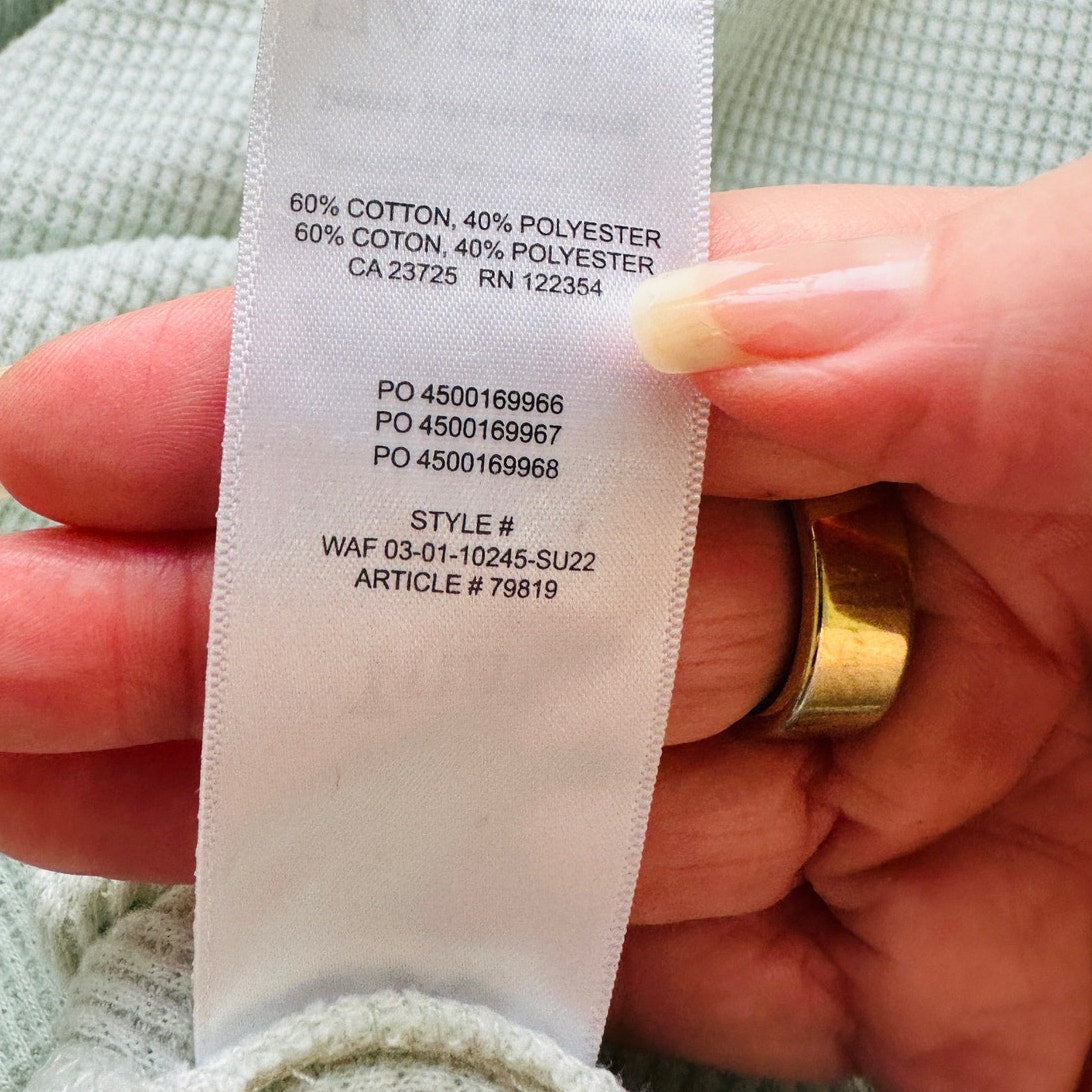 60% COTTON, 40% POLYESTER
60% COTON, 40% POLYESTER
CA 23725 RN 122354
PO 4500169966
PO 4500169967
PO 4500169968
STYLE #
WAF 03-01-10245-SU22
ARTICLE # 79819